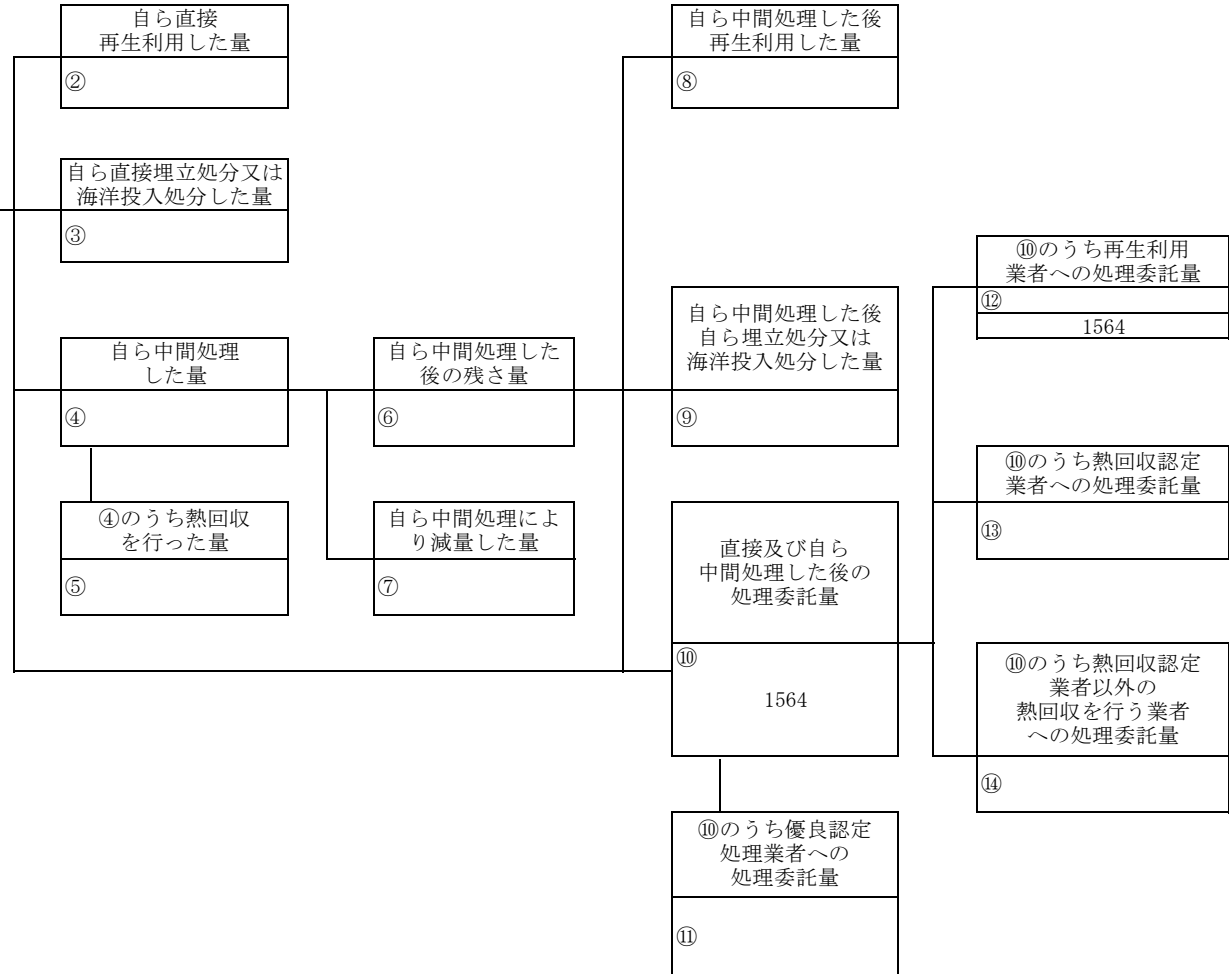 自ら直接
再生利用した量
②
自ら中間処理した後
再生利用した量
⑧
自ら直接埋立処分又は
海洋投入処分した量
③
⑩のうち再生利用
業者への処理委託量
⑫
1564
自ら中間処理した後
自ら埋立処分又は
海洋投入処分した量
⑨
自ら中間処理
した量
④
自ら中間処理した
後の残さ量
⑥
⑩のうち熱回収認定
業者への処理委託量
⑬
④のうち熱回収
を行った量
⑤
自ら中間処理によ
り減量した量
⑦
直接及び自ら
中間処理した後の
処理委託量
⑩
1564
⑩のうち熱回収認定
業者以外の
熱回収を行う業者
への処理委託量
⑭
⑩のうち優良認定
処理業者への
処理委託量
⑪